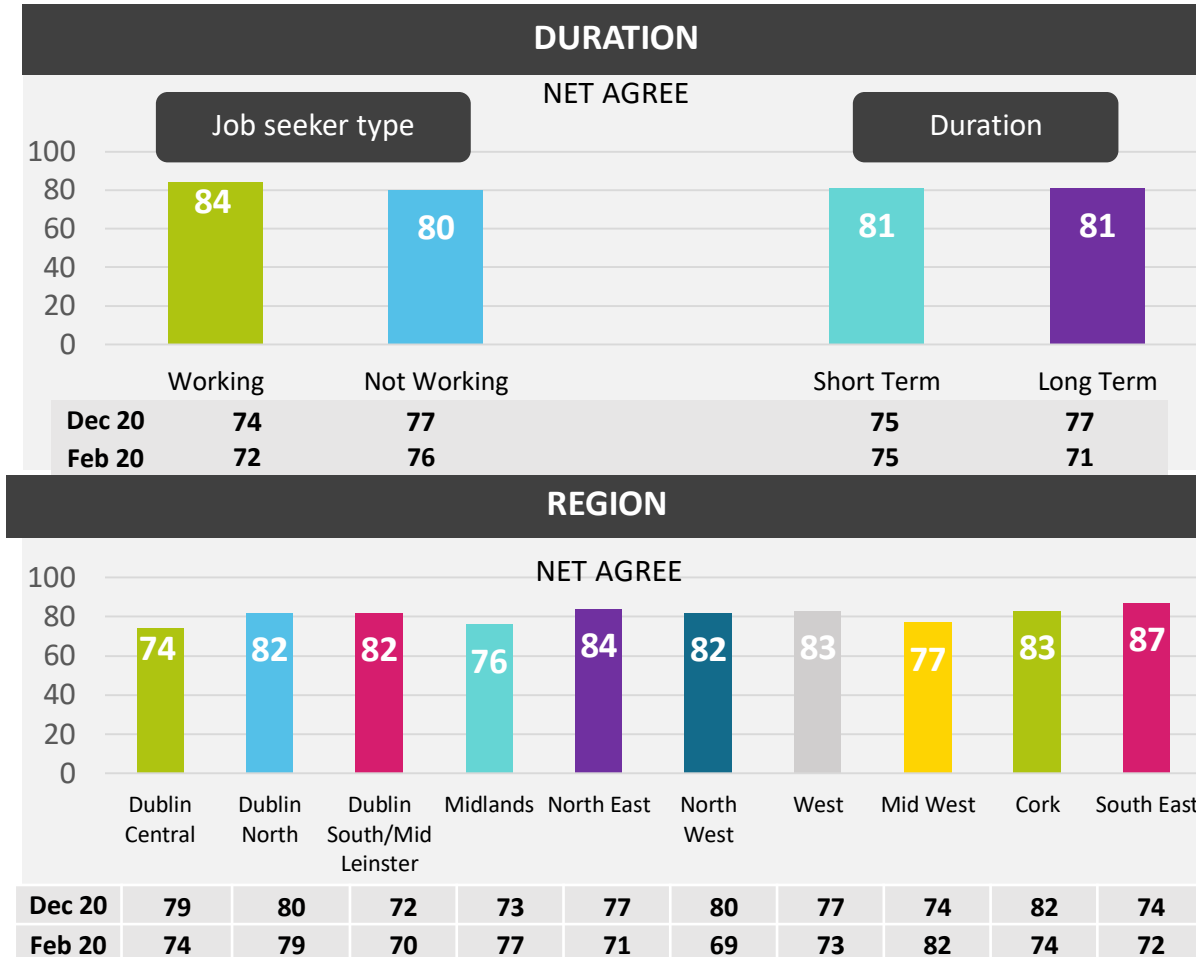 DURATION
NET AGREE
Job seeker type
Duration
100
80
60
40
20
0
84
80
81
81
Working Not Working Short Term Long Term
Dec 20 74 77 75 77
Feb 20 72 76 75 71
REGION
NET AGREE
100
80
60
40
20
0
74 82 82 76 84 82 83 77 83 87
Dublin Central
Dublin North
Dublin South/Mid Leinster
Midlands
North East
North West
West
Mid West
Cork
South East
Dec 20 79 80 72 73 77 80 77 74 82 74
Feb 20 74 79 70 77 71 69 73 82 74 72